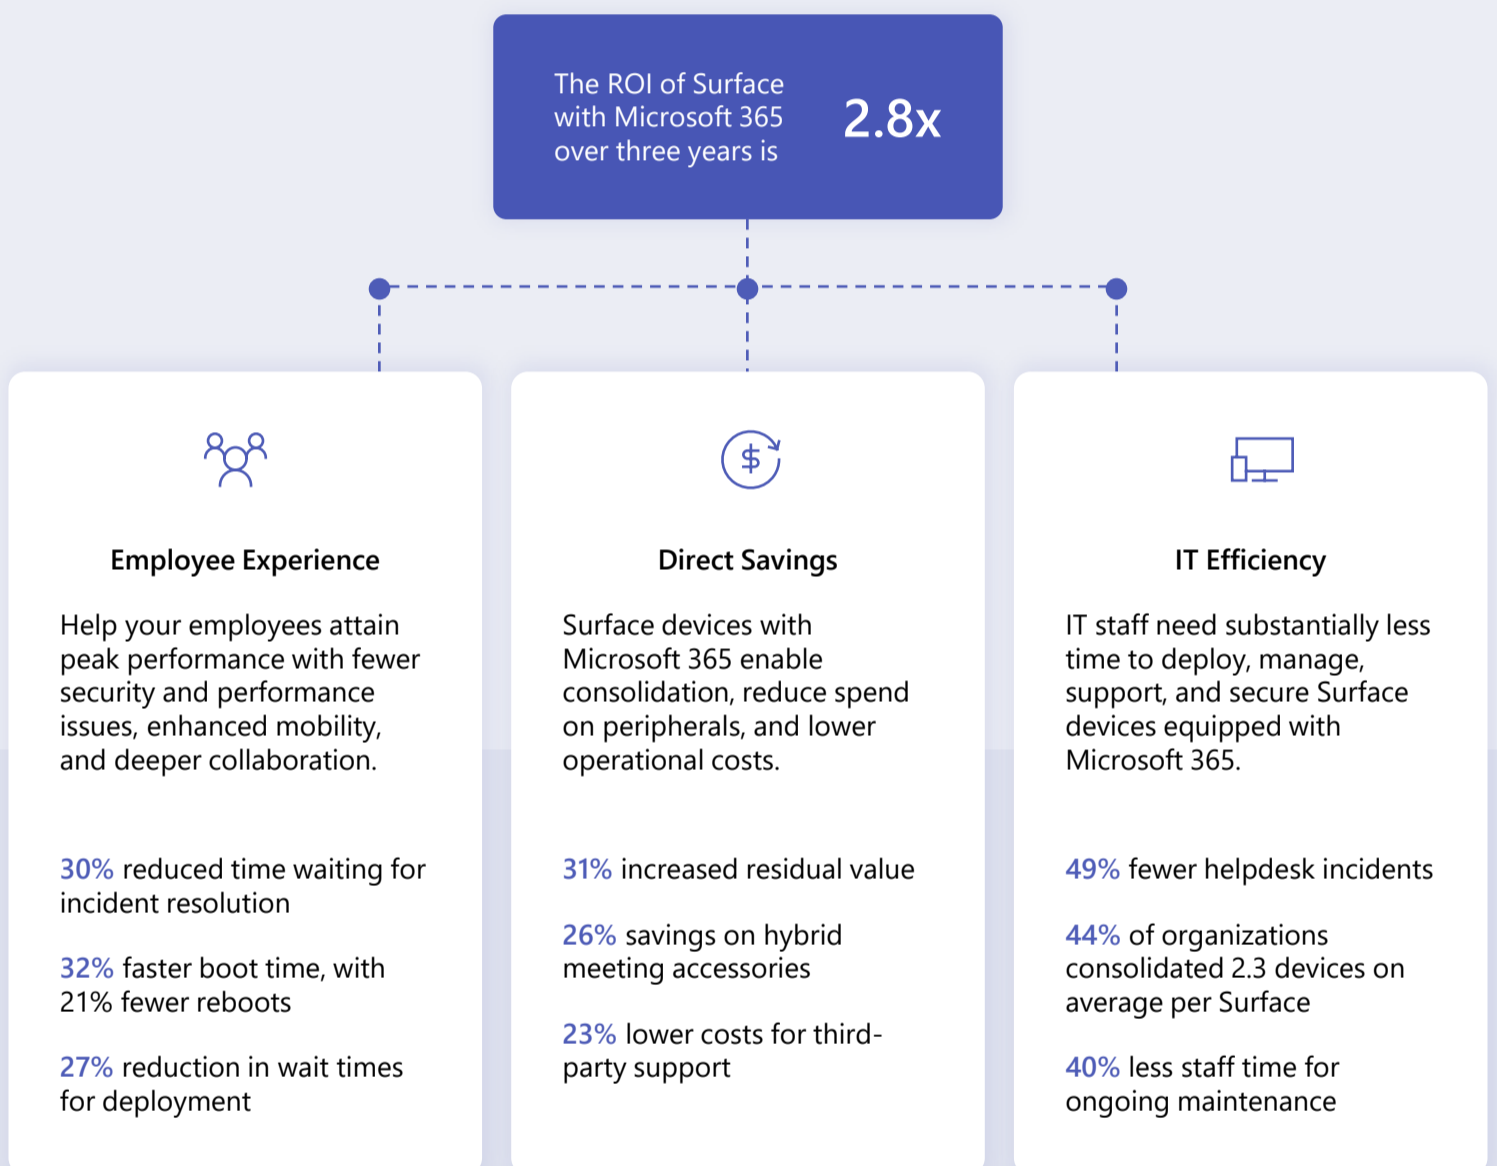 The ROI of Surface
with Microsoft 365
over three years is
2.8x
Employee Experience
Help your employees attain
peak performance with fewer
security and performance
issues, enhanced mobility,
and deeper collaboration.
30% reduced time waiting for
incident resolution
32% faster boot time, with
21% fewer reboots
27% reduction in wait times
for deployment
$
Direct Savings
Surface devices with
Microsoft 365 enable
consolidation, reduce spend
on peripherals, and lower
operational costs.
31% increased residual value
26% savings on hybrid
meeting accessories
23% lower costs for third-
party support
IT Efficiency
IT staff need substantially less
time to deploy, manage,
support, and secure Surface
devices equipped with
Microsoft 365.
49% fewer helpdesk incidents
44% of organizations
consolidated 2.3 devices on
average per Surface
40% less staff time for
ongoing maintenance